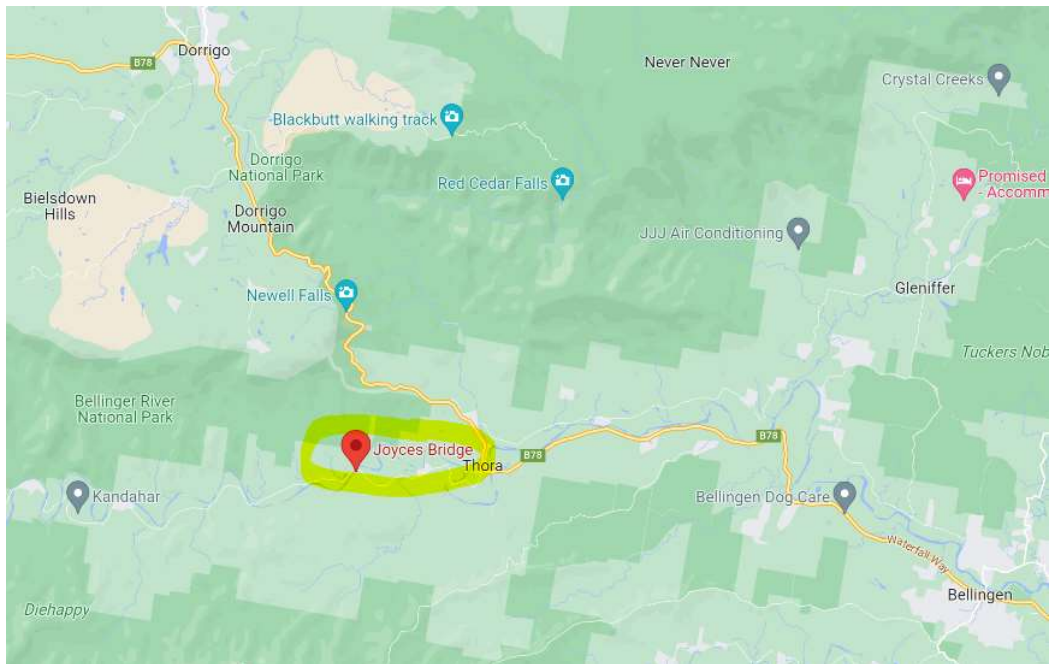 Dorrigo
B78
Never Never
Crystal Creeks
Blackbutt walking track
Dorrigo
National Park
Red Cedar Falls
Promised
- Accomm
Bielsdown
Hills
Dorrigo
Mountain
JJJ Air Conditioning
Newell Falls
Gleniffer
Tuckers Nob
Bellinger River
National Park
Joyces Bridge
B78
Thora
B78
Kandahar
Bellingen Dog Care
Waterfall Way
Bellingen
Diehappy